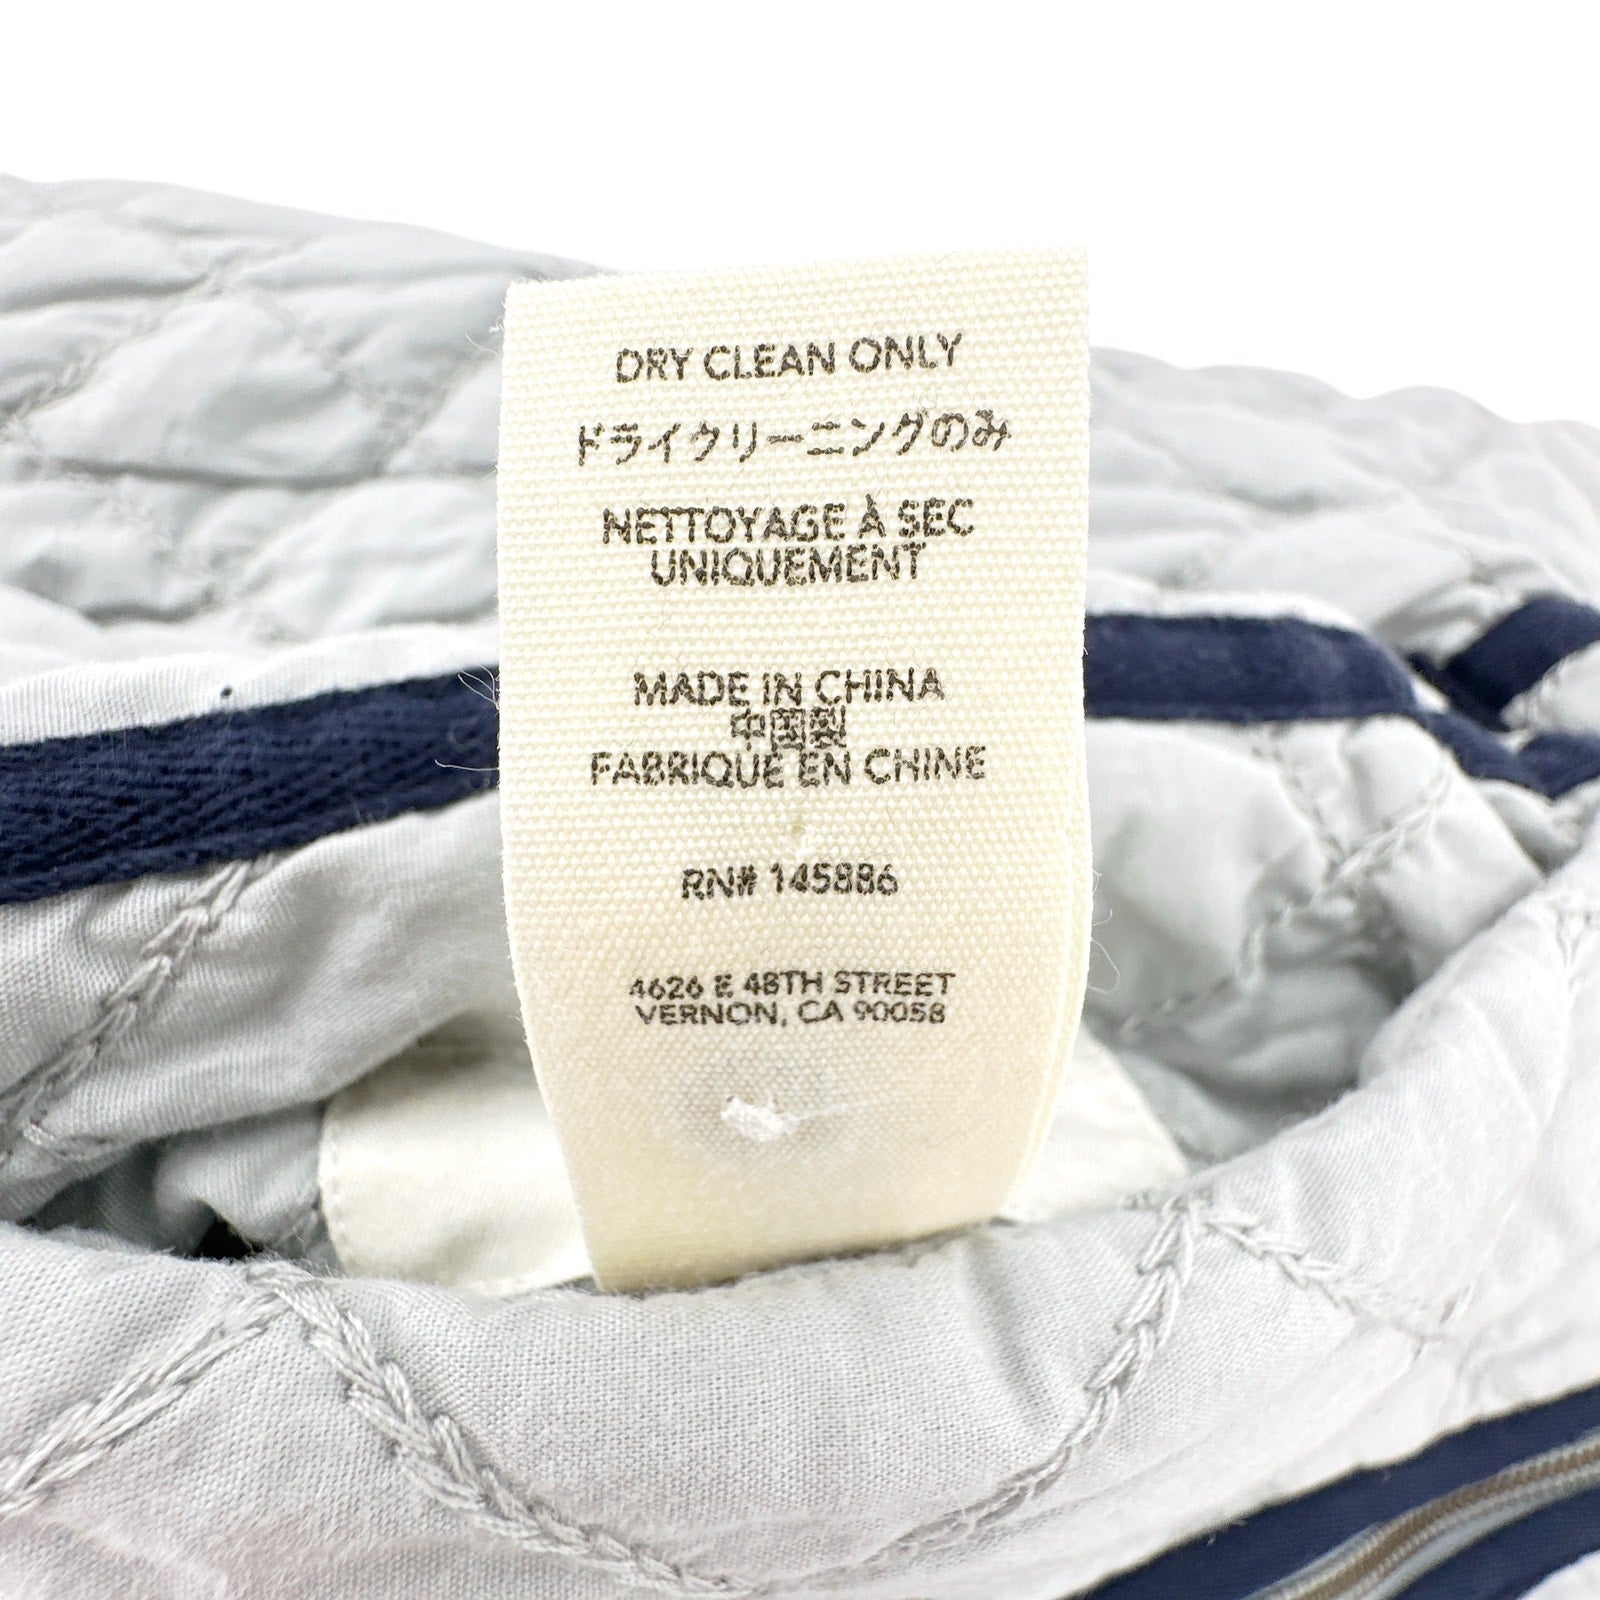 DRY CLEAN ONLY
ドライクリーニングのみ
NETTOYAGE À SEC
UNIQUEMENT
MADE IN CHINA
中国製
FABRIQUÉ EN CHINE
RN# 145886
4626 E 48TH STREET
VERNON, CA 90058